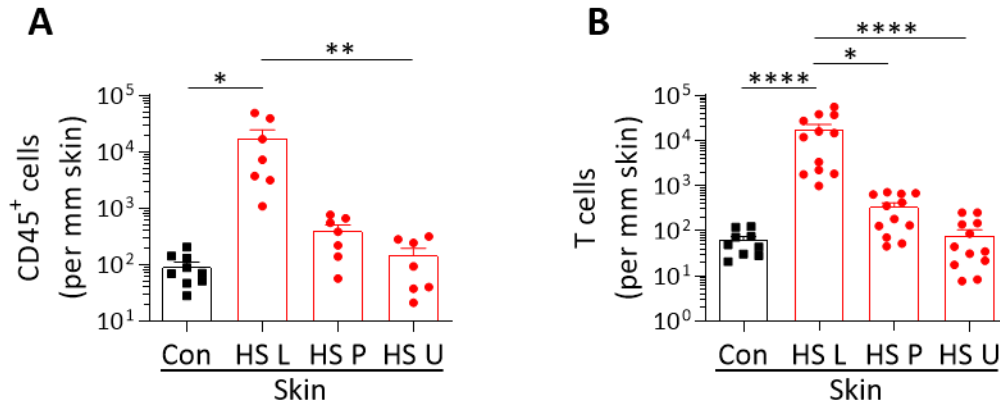 A
**
*
CD45⁺ cells
(per mm skin)
10⁵
10⁴
10³
10²
10¹
Con HS L HS P HS U
Skin
B
****
*
****
T cells
(per mm skin)
10⁵
10⁴
10³
10²
10¹
10⁰
Con HS L HS P HS U
Skin